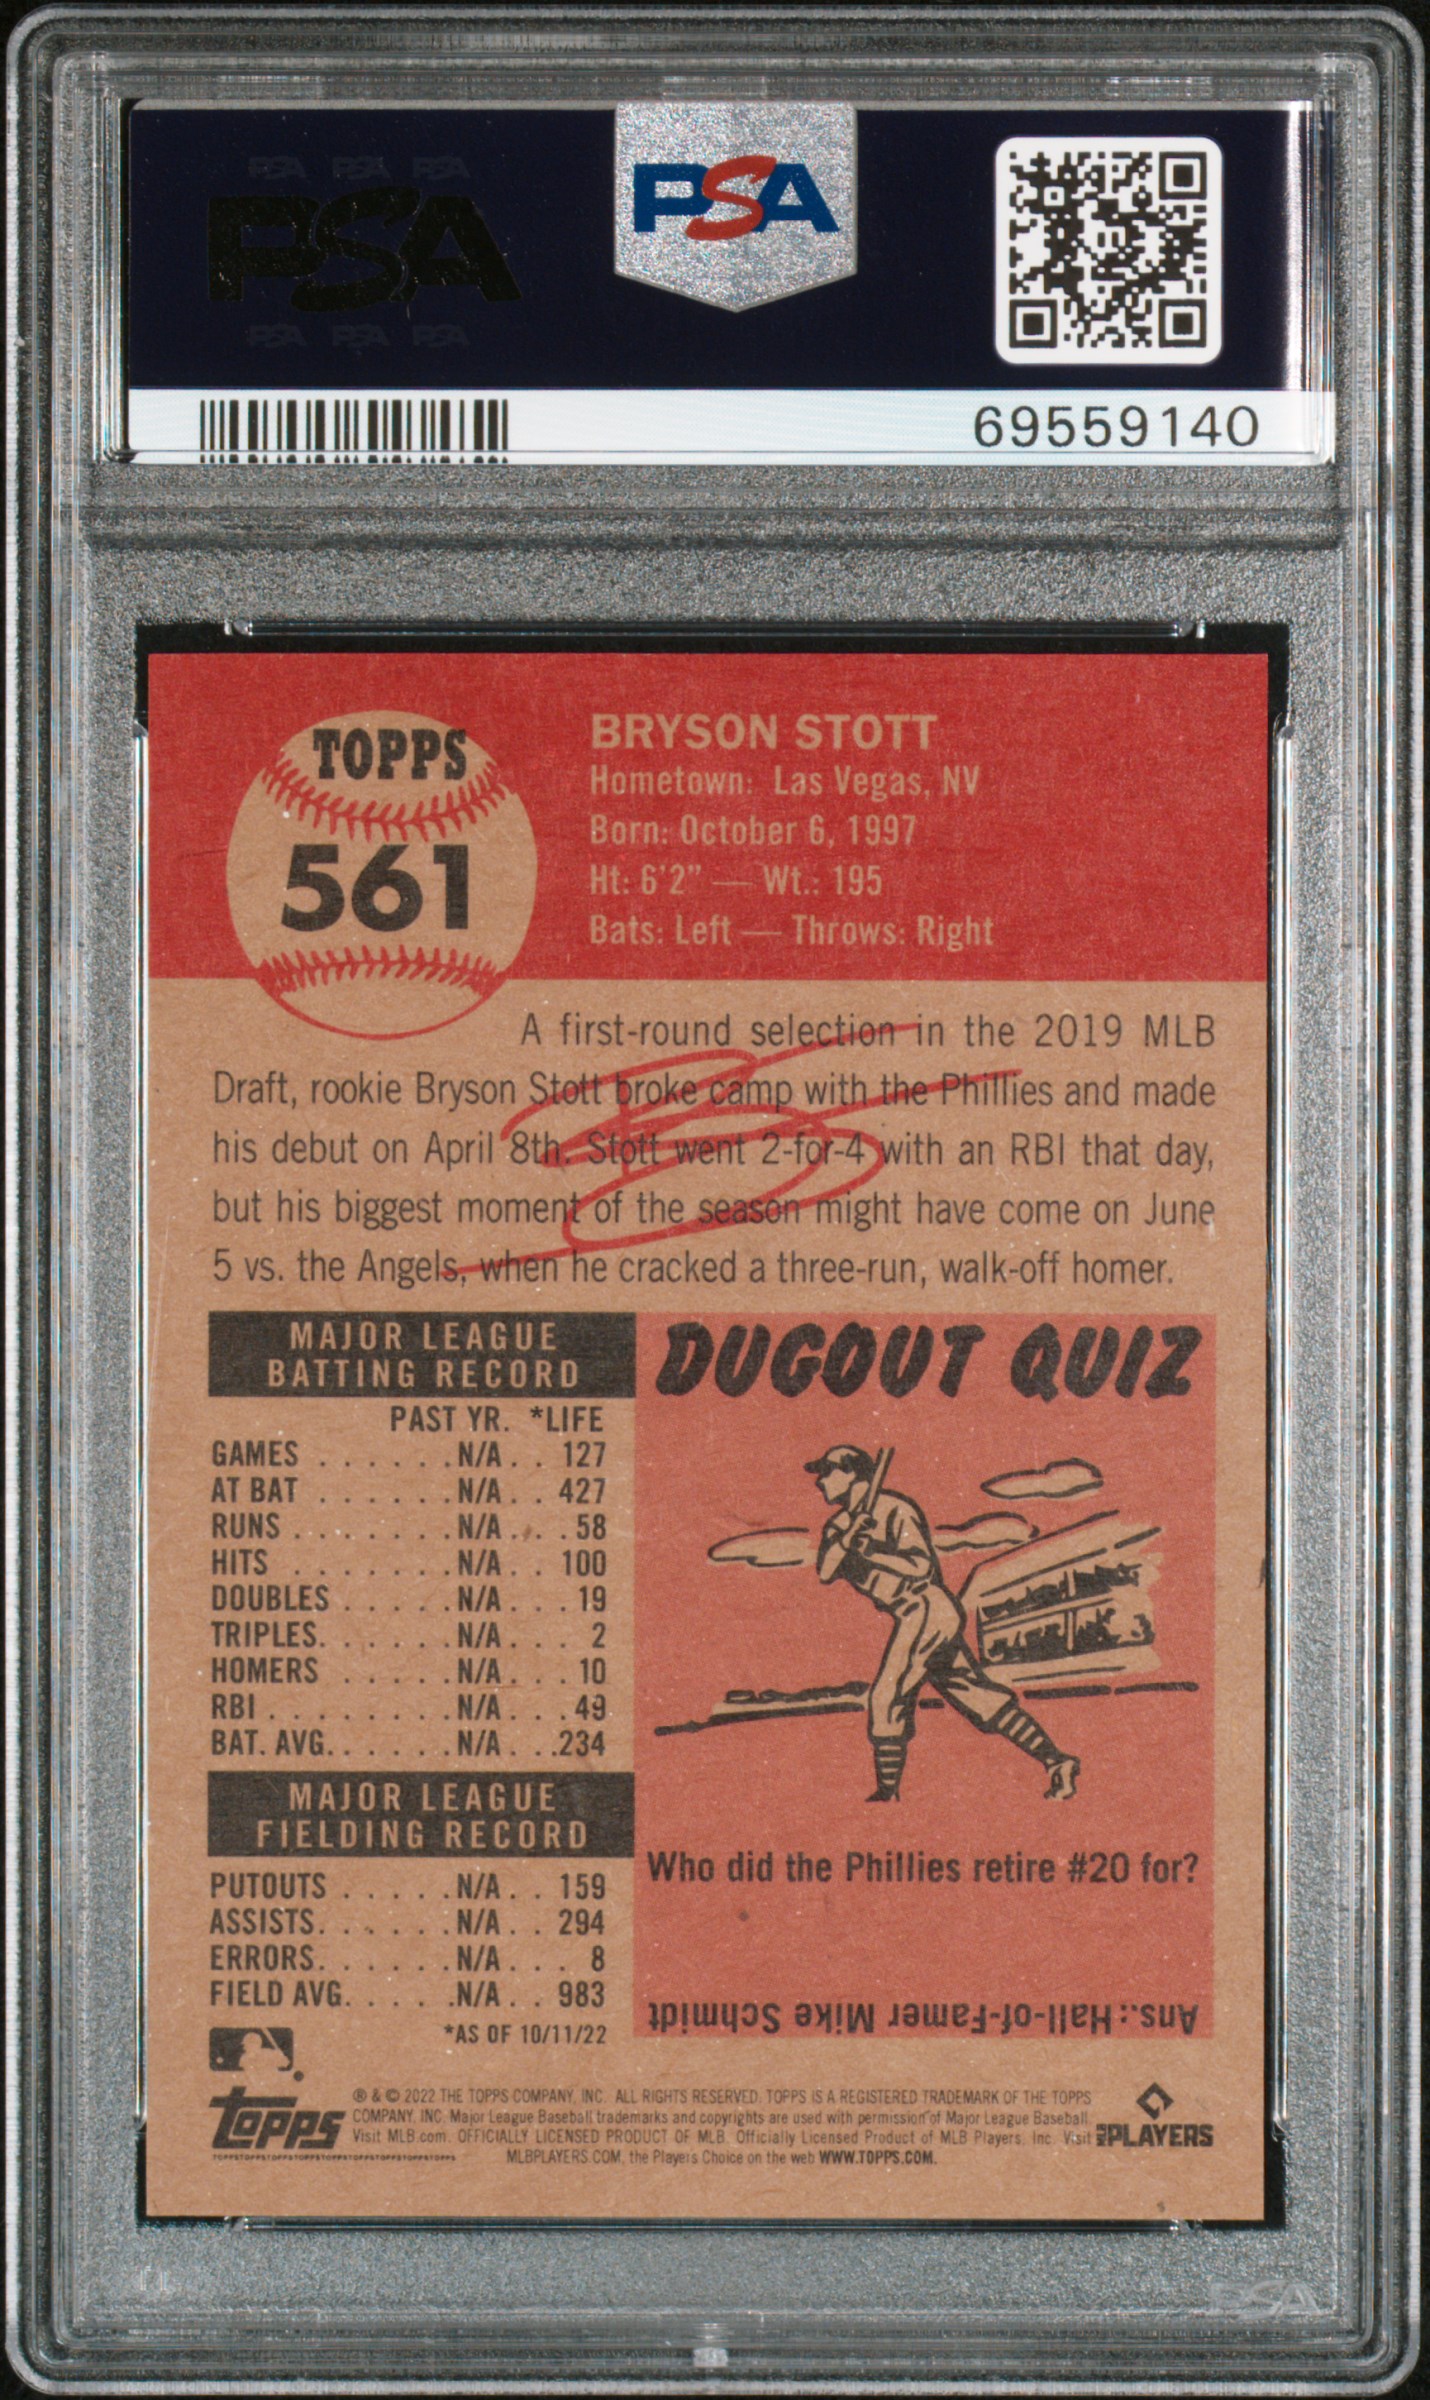 PSA PSA PSA
PSA
PSA PSA PSA
PSA
69559140
TOPPS
561
BRYSON STOTT
Hometown: Las Vegas, NV
Born: October 6, 1997
Ht: 6'2" — Wt.: 195
Bats: Left — Throws: Right
A first-round selection in the 2019 MLB
Draft, rookie Bryson Stott broke camp with the Phillies and made
his debut on April 8th. Stott went 2-for-4 with an RBI that day,
but his biggest moment of the season might have come on June
5 vs. the Angels, when he cracked a three-run, walk-off homer.
MAJOR LEAGUE
BATTING RECORD
PAST YR. *LIFE
GAMES . . . . . . N/A . . 127
AT BAT . . . . . . N/A . . 427
RUNS . . . . . . . N/A . . . 58
HITS . . . . . . . N/A . . 100
DOUBLES . . . . . N/A . . . 19
TRIPLES. . . . . . N/A . . . 2
HOMERS . . . . . N/A . . . 10
RBI . . . . . . . . N/A . . . 49
BAT. AVG. . . . . . N/A . . .234
MAJOR LEAGUE
FIELDING RECORD
PUTOUTS . . . . . N/A . . 159
ASSISTS. . . . . . N/A . . 294
ERRORS. . . . . . N/A . . . 8
FIELD AVG. . . . . .N/A . . 983
*AS OF 10/11/22
DUGOUT QUIZ
Who did the Phillies retire #20 for?
Ans.: Hall-of-Famer Mike Schmidt
topps
® & © 2022 THE TOPPS COMPANY, INC. ALL RIGHTS RESERVED. TOPPS IS A REGISTERED TRADEMARK OF THE TOPPS
COMPANY, INC. Major League Baseball trademarks and copyrights are used with permission of Major League Baseball.
Visit MLB.com. OFFICIALLY LICENSED PRODUCT OF MLB Officially Licensed Product of MLB Players, Inc. Visit
MLBPLAYERS.COM, the Players Choice on the web WWW.TOPPS.COM.
MLB PLAYERS
PSA